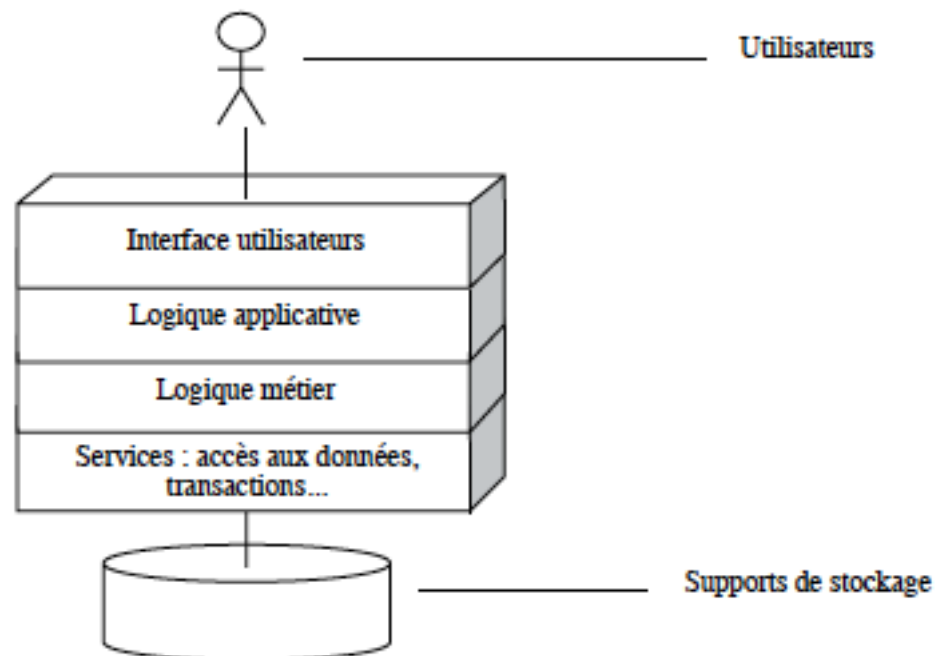 Utilisateurs
Interface utilisateurs
Logique applicative
Logique métier
Services : accès aux données,
transactions...
Supports de stockage